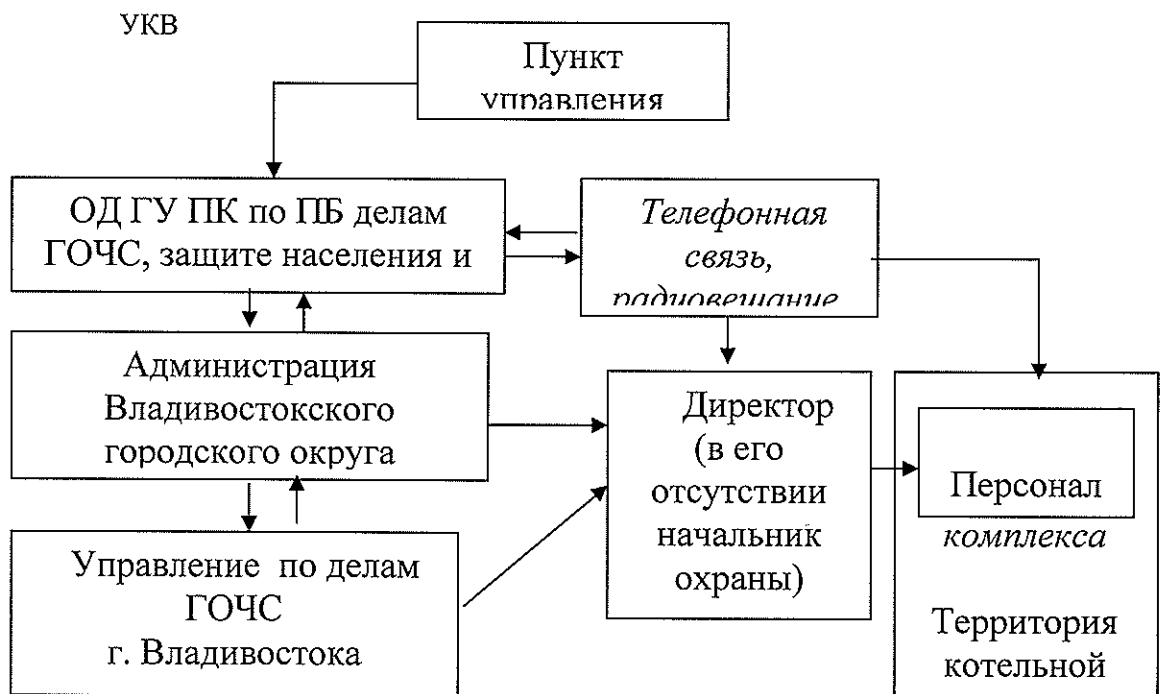 УКВ
Пункт
управления
ОД ГУ ПК по ПБ делам
ГОЧС, защите населения и
Телефонная
связь,
радиовещание
Администрация
Владивостокского
городского округа
Директор
(в его
отсутствии
начальник
охраны)
Персонал
комплекса
Территория
котельной
Управление по делам
ГОЧС
г. Владивостока